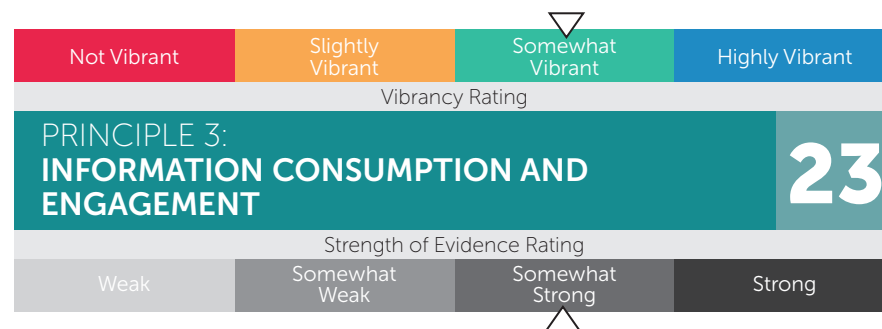 Not Vibrant
Slightly
Vibrant
Somewhat
Vibrant
Highly Vibrant
Vibrancy Rating
PRINCIPLE 3:
INFORMATION CONSUMPTION AND
ENGAGEMENT
23
Strength of Evidence Rating
Weak
Somewhat
Weak
Somewhat
Strong
Strong